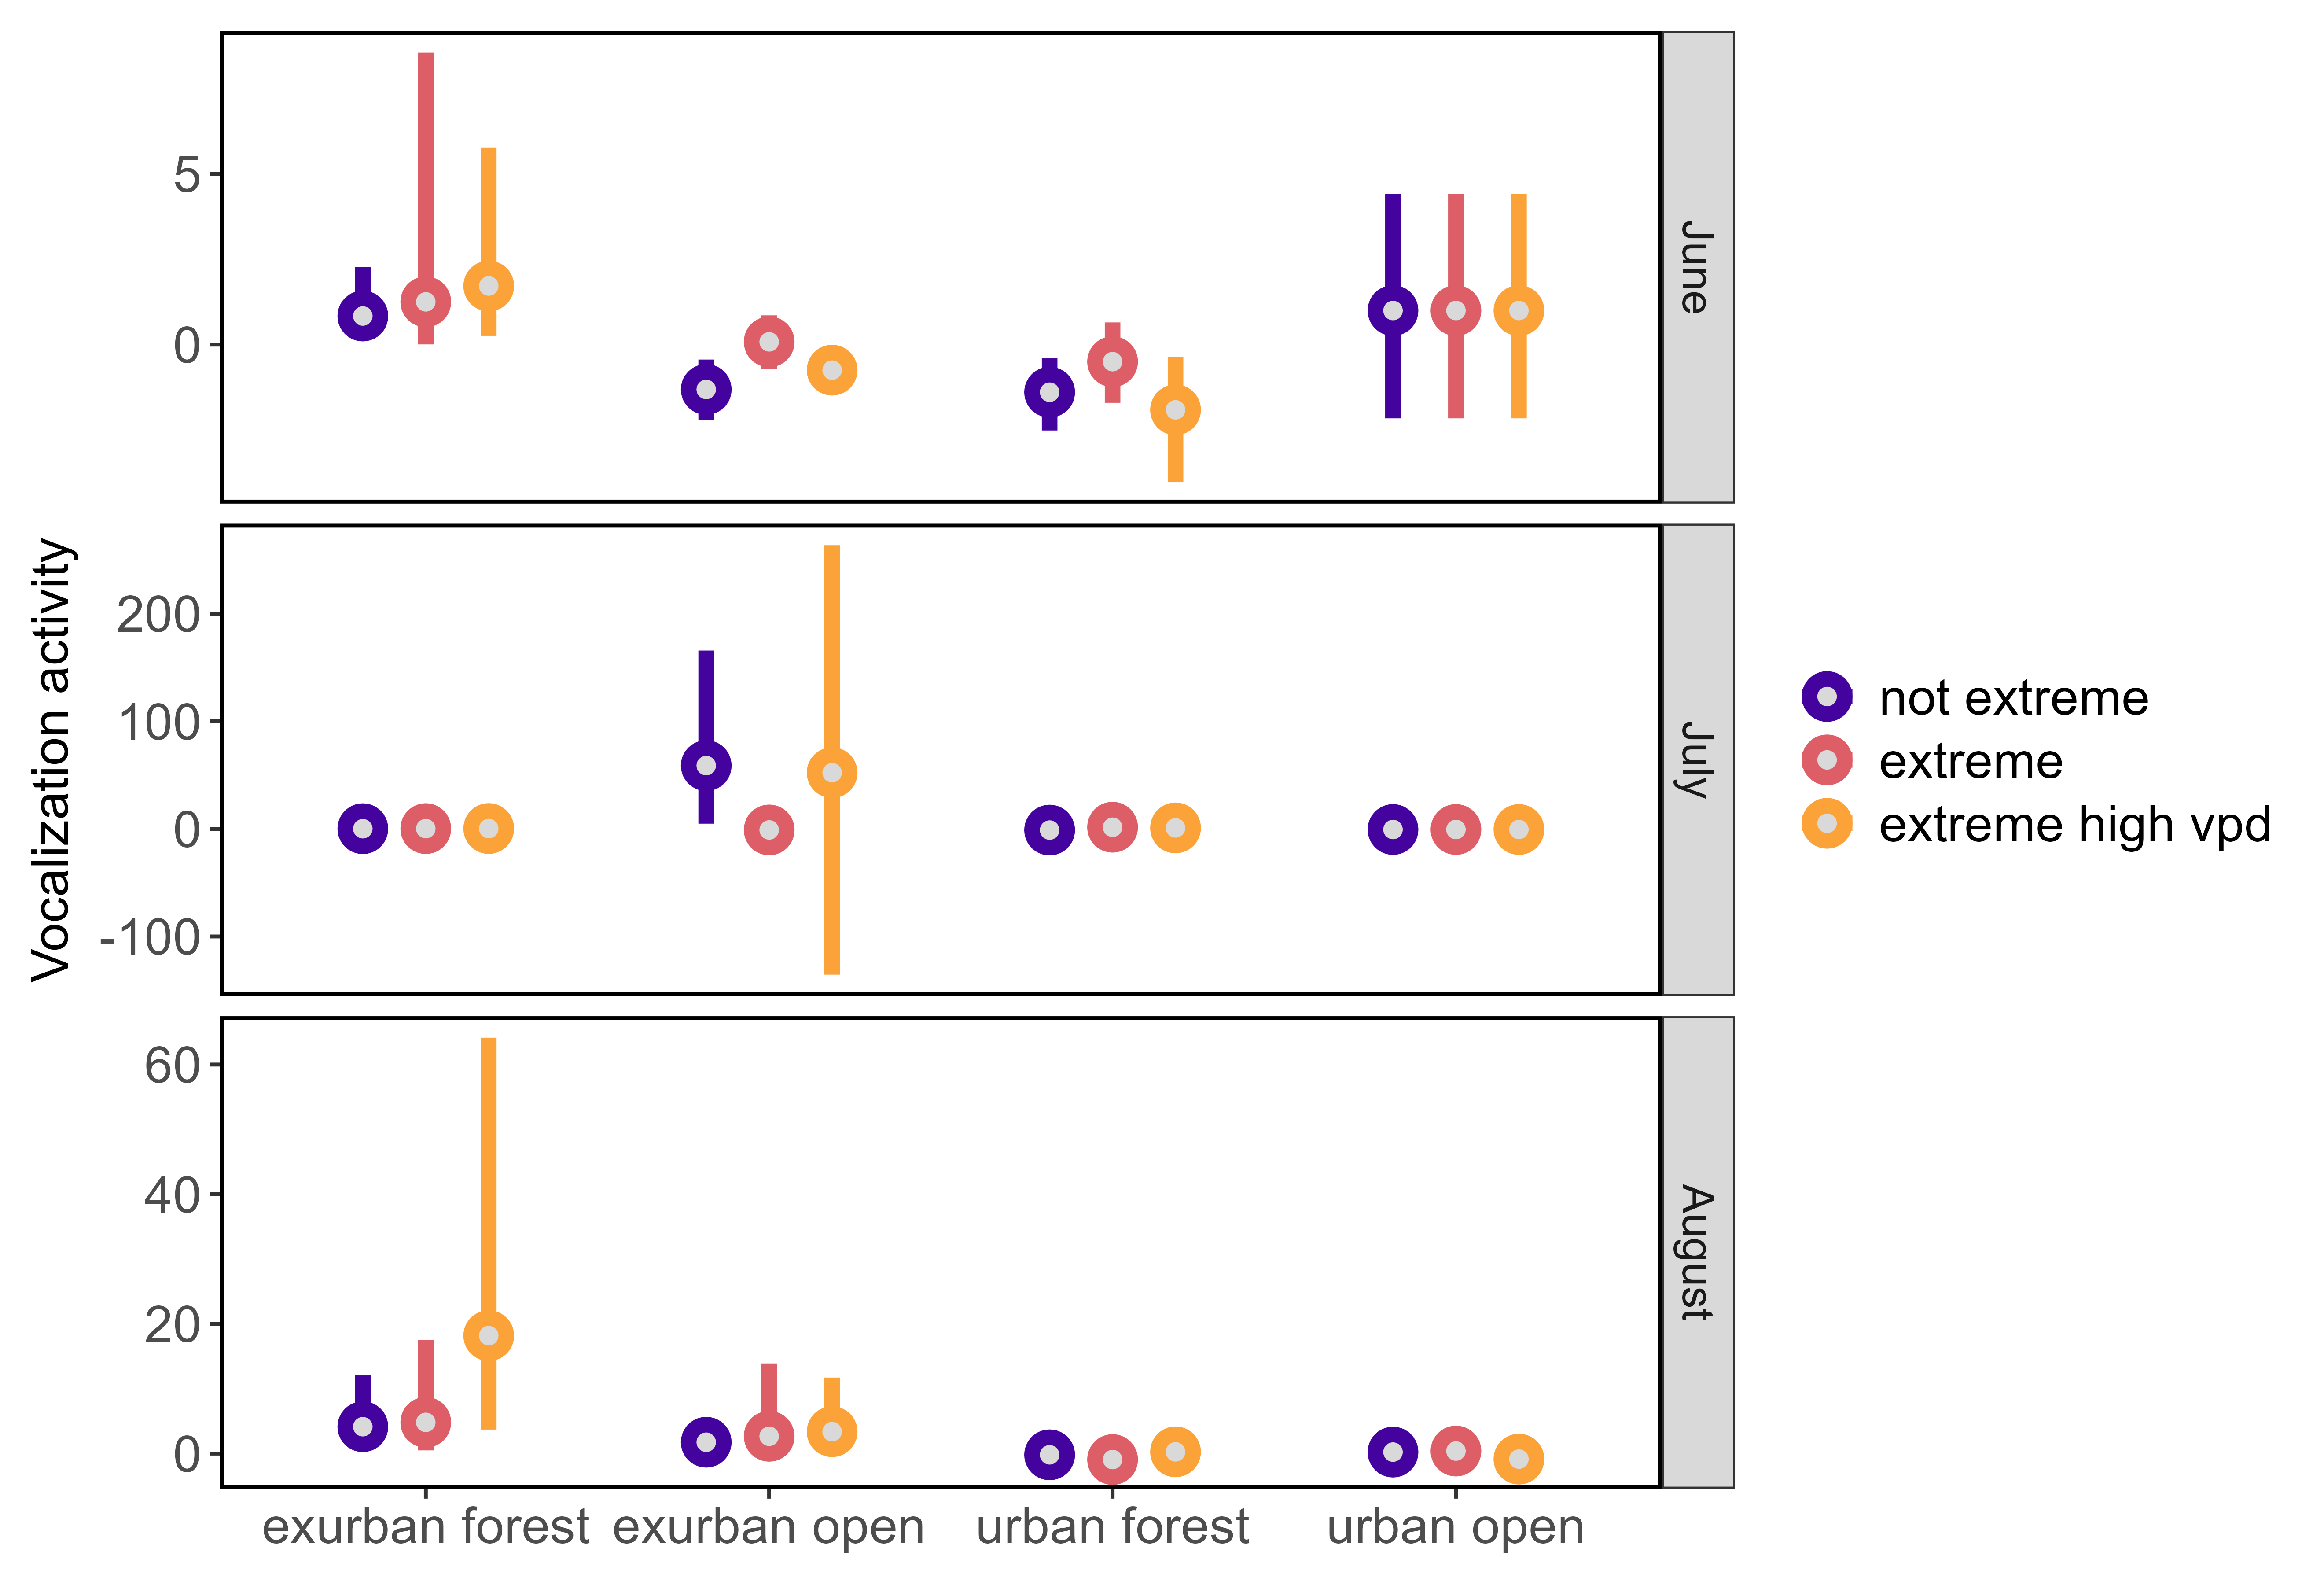 Vocalization activity
5
0
June
200
100
0
-100
July
60
40
20
0
August
exurban forest exurban open urban forest urban open
not extreme
extreme
extreme high vpd